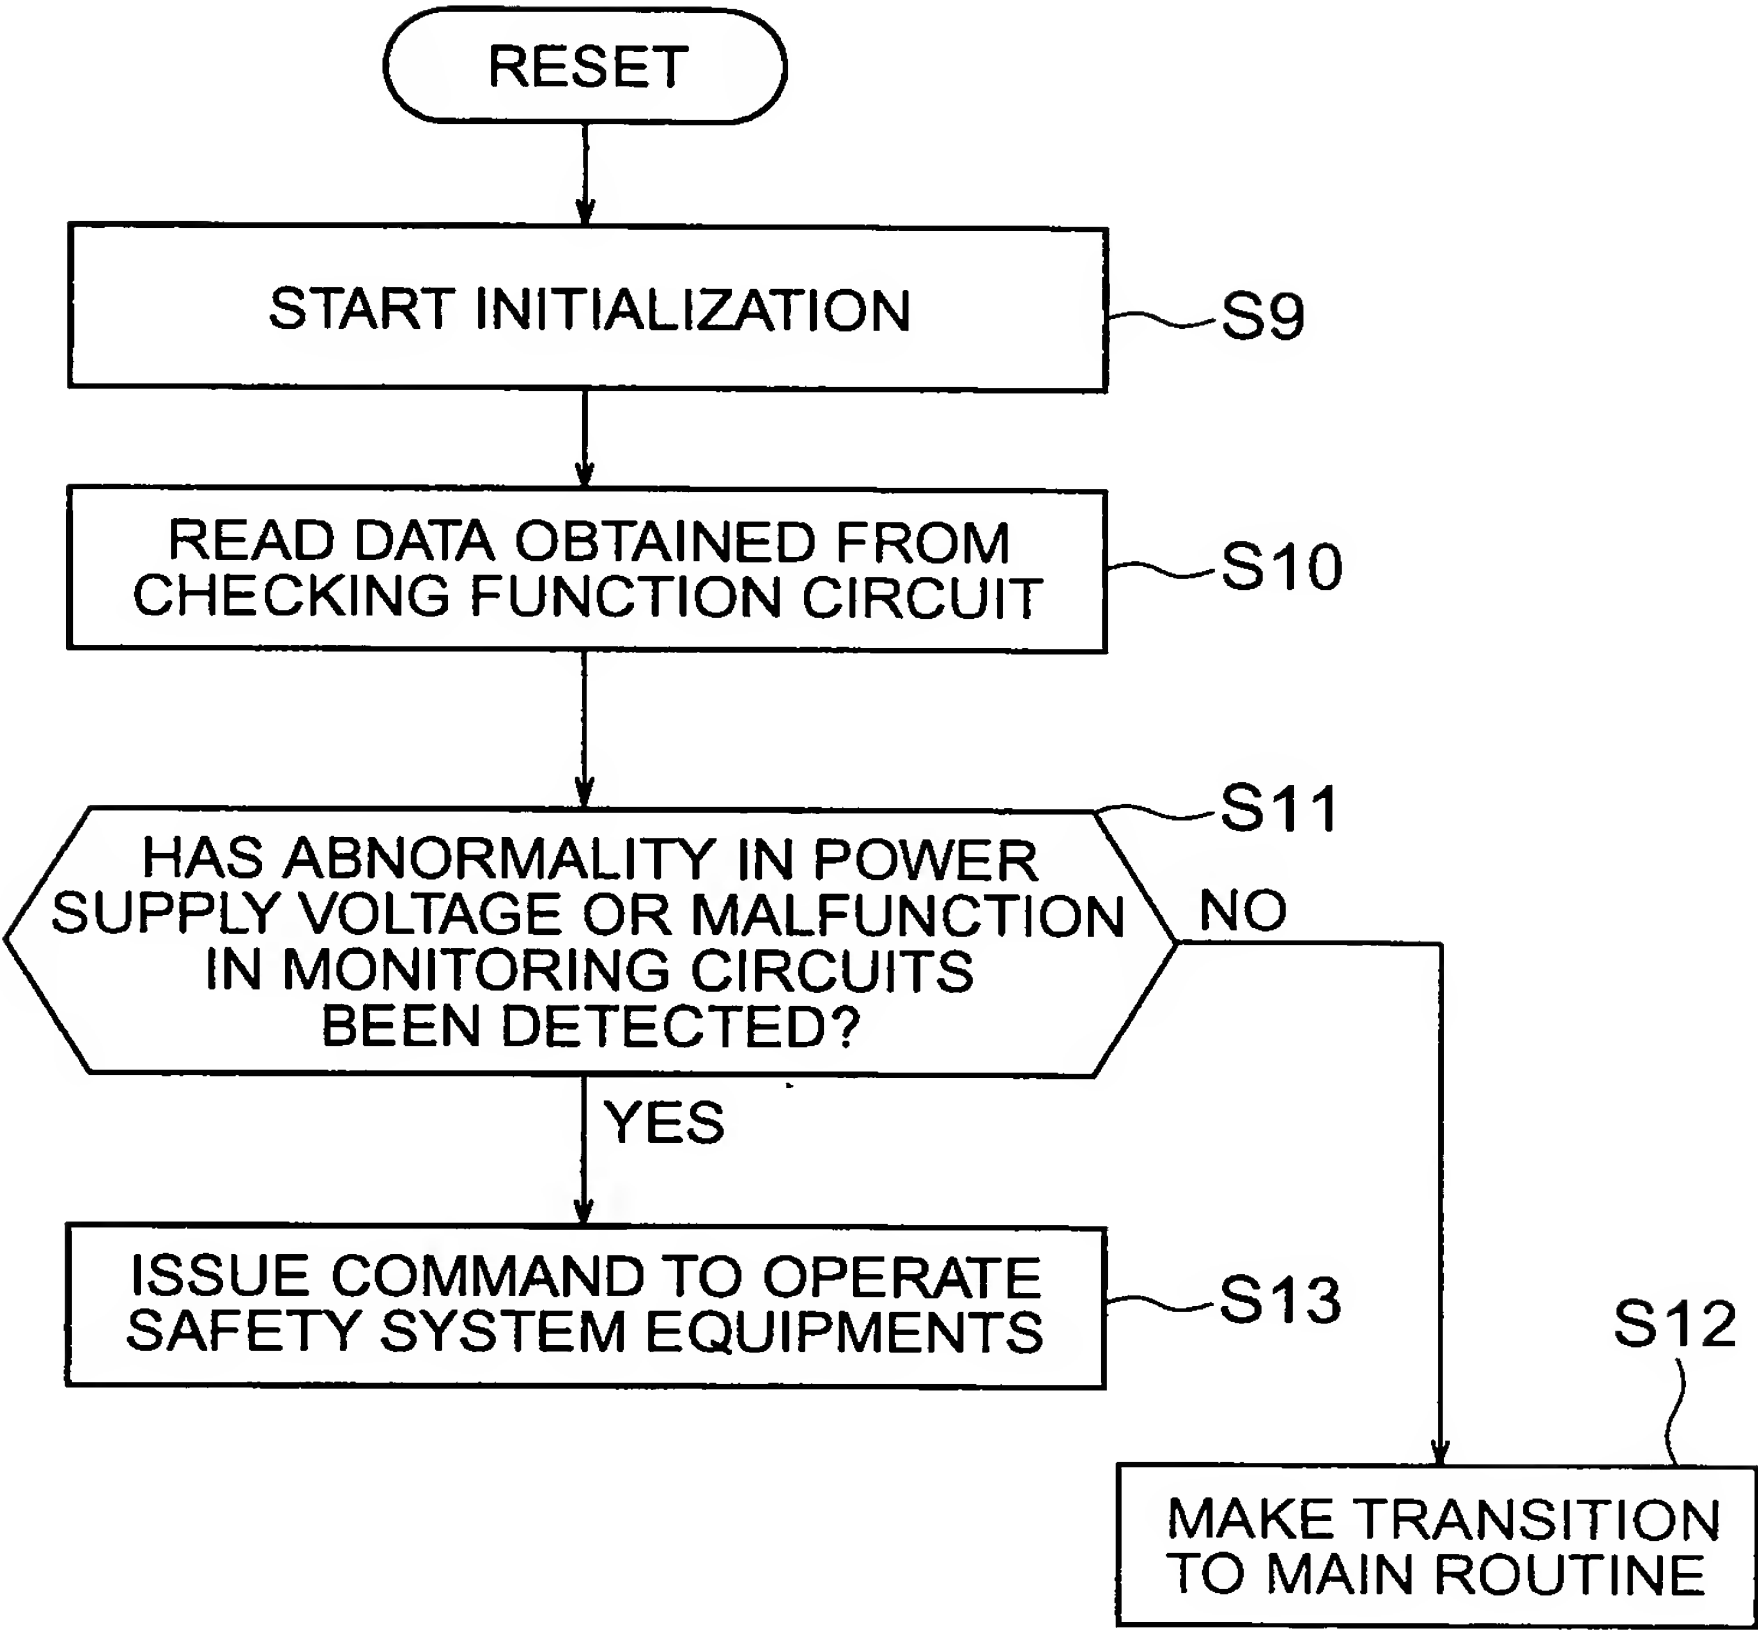 RESET
START INITIALIZATION
S9
READ DATA OBTAINED FROM
CHECKING FUNCTION CIRCUIT
S10
S11
HAS ABNORMALITY IN POWER
SUPPLY VOLTAGE OR MALFUNCTION
IN MONITORING CIRCUITS
BEEN DETECTED?
NO
YES
ISSUE COMMAND TO OPERATE
SAFETY SYSTEM EQUIPMENTS
S13
S12
MAKE TRANSITION
TO MAIN ROUTINE